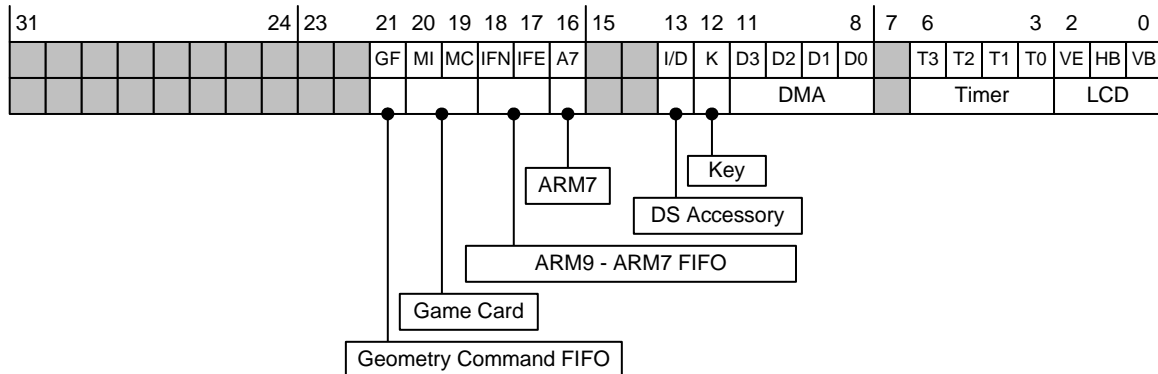 31 24 23 21 20 19 18 17 16 15 13 12 11 8 7 6 3 2 0
GF MI MC IFN IFE A7 I/D K D3 D2 D1 D0 T3 T2 T1 T0 VE HB VB
DMA Timer LCD
Key
ARM7
DS Accessory
ARM9 - ARM7 FIFO
Game Card
Geometry Command FIFO